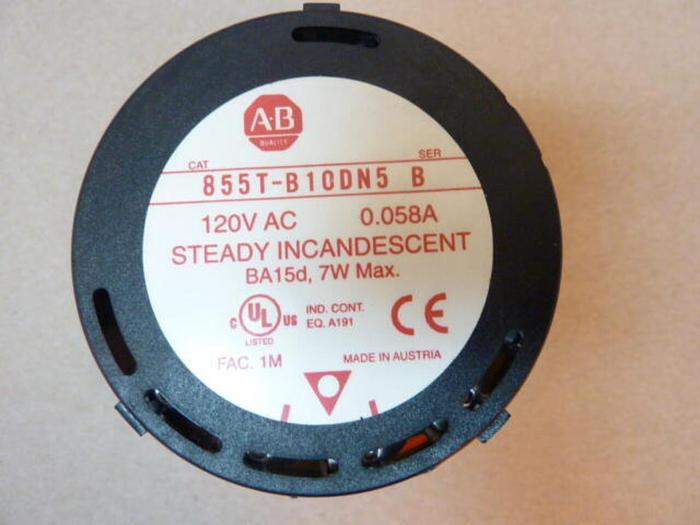 A-B
QUALITY
CAT SER
855T-B10DN5 B
120V AC 0.058A
STEADY INCANDESCENT
BA15d, 7W Max.
C UL US
LISTED
IND. CONT.
EQ. A191
CE
FAC. 1M
MADE IN AUSTRIA